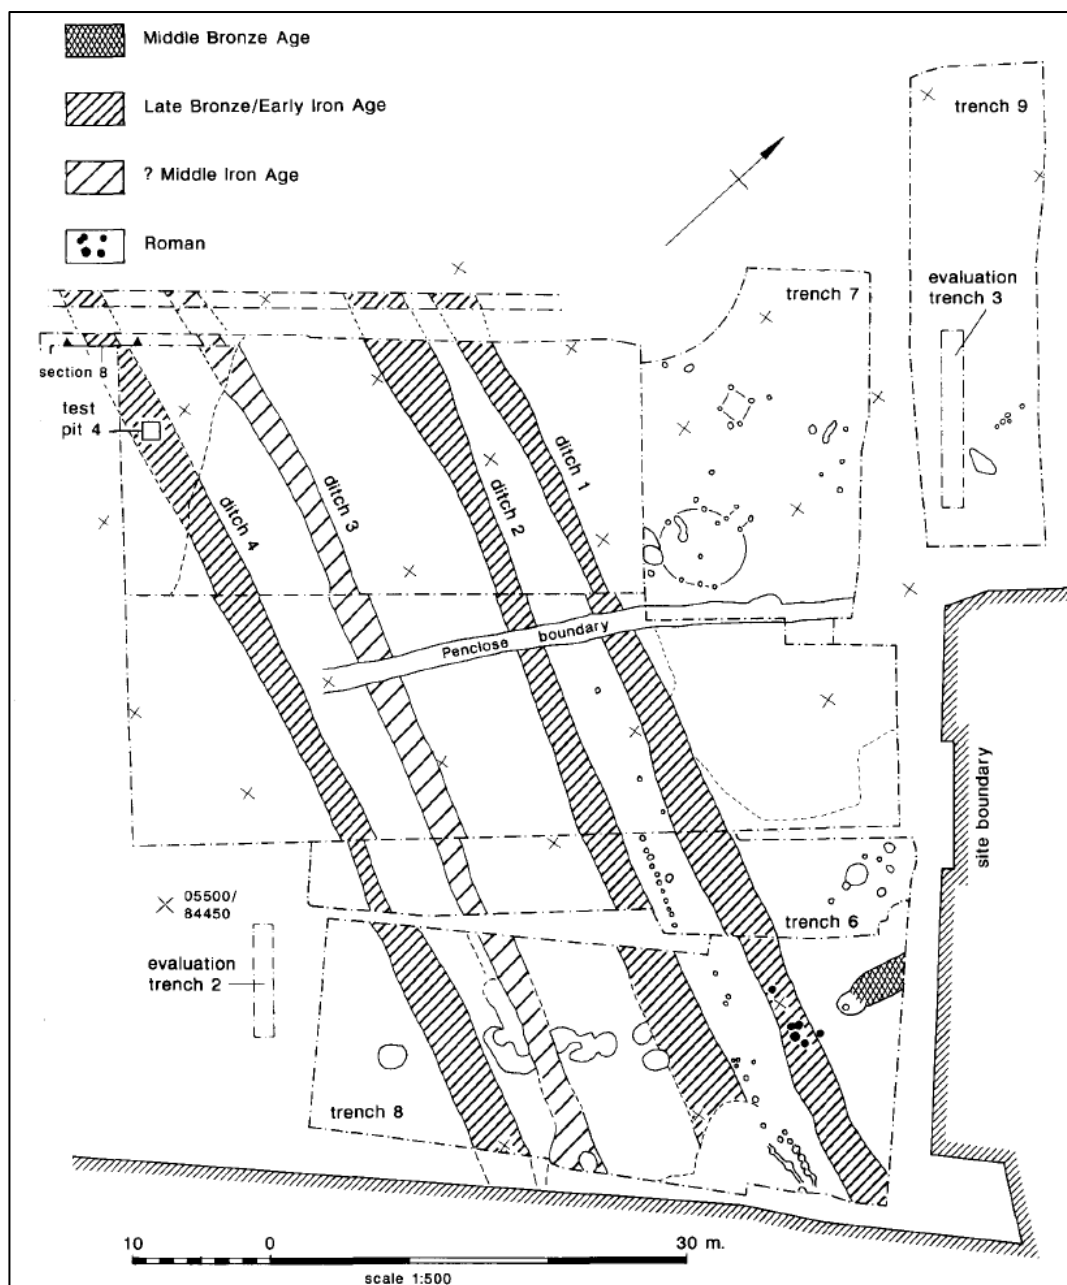 Middle Bronze Age
Late Bronze/Early Iron Age
? Middle Iron Age
Roman
trench 9
evaluation
trench 3
trench 7
section 8
test
pit 4
ditch 4
ditch 3
ditch 2
ditch 1
Penclose boundary
site boundary
05500/
84450
trench 6
evaluation
trench 2
trench 8
10 0 30 m.
scale 1:500